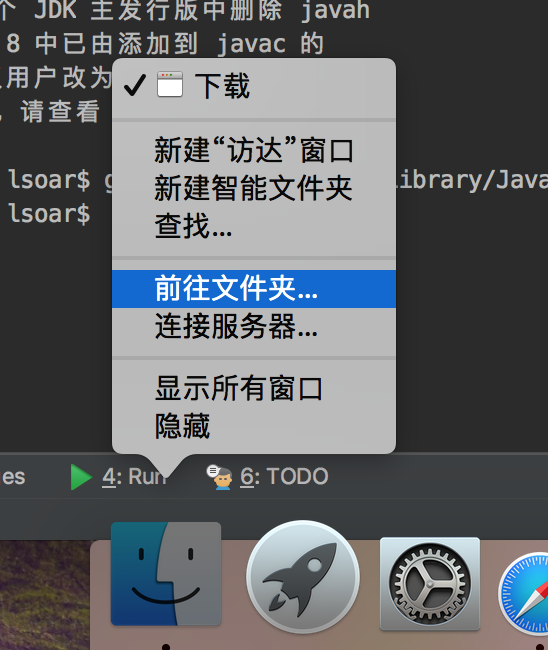 个 JDK 主发行版中删除 javah
8 中已由添加到 javac 的
用户改为
，请查看
✓ 下载
新建“访达”窗口
lsoar$ g
ibrary/Java
新建智能文件夹
lsoar$
查找...
前往文件夹...
连接服务器...
显示所有窗口
隐藏
es
4: Run
6: TODO